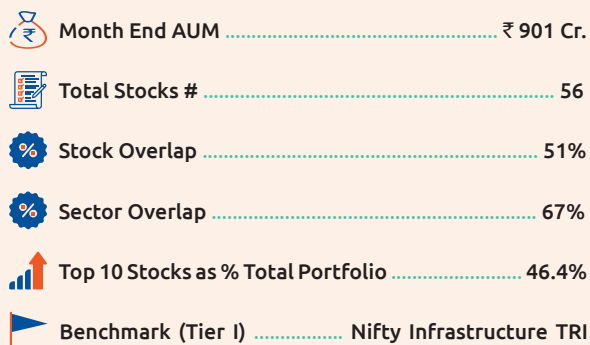 Month End AUM ........................................................ ₹ 901 Cr.
Total Stocks # ........................................................................ 56
Stock Overlap ..................................................................... 51%
Sector Overlap .................................................................. 67%
Top 10 Stocks as % Total Portfolio .......................... 46.4%
Benchmark (Tier I) ................. Nifty Infrastructure TRI